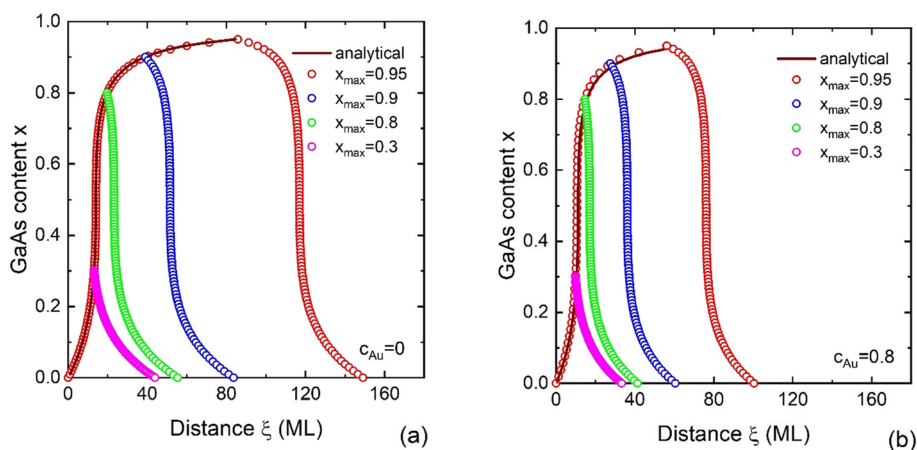 1.0
0.8
0.6
0.4
0.2
0.0
GaAs content x
analytical
xmax=0.95
xmax=0.9
xmax=0.8
xmax=0.3
cAu=0
0 40 80 120 160
Distance ξ (ML)
(a)
1.0
0.8
0.6
0.4
0.2
0.0
GaAs content x
analytical
xmax=0.95
xmax=0.9
xmax=0.8
xmax=0.3
cAu=0.8
0 40 80 120 160
Distance ξ (ML)
(b)